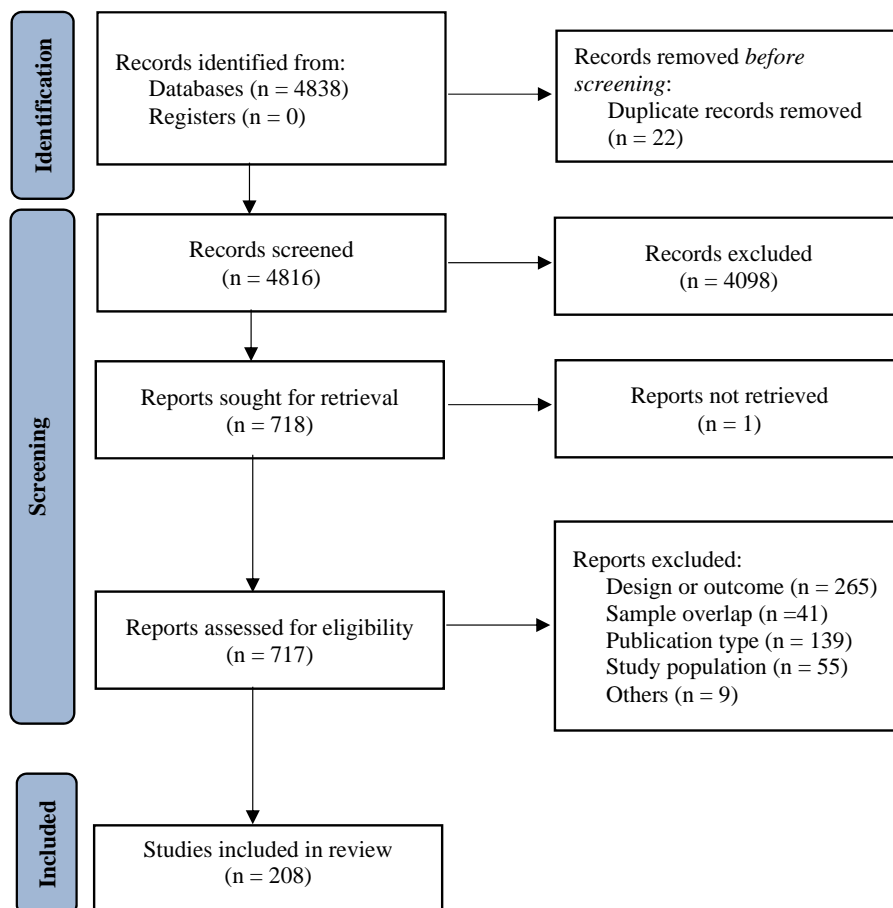 Identification
Records identified from:
Databases (n = 4838)
Registers (n = 0)
Records removed before
screening:
Duplicate records removed
(n = 22)
Screening
Records screened
(n = 4816)
Records excluded
(n = 4098)
Reports sought for retrieval
(n = 718)
Reports not retrieved
(n = 1)
Reports assessed for eligibility
(n = 717)
Reports excluded:
Design or outcome (n = 265)
Sample overlap (n =41)
Publication type (n = 139)
Study population (n = 55)
Others (n = 9)
Included
Studies included in review
(n = 208)